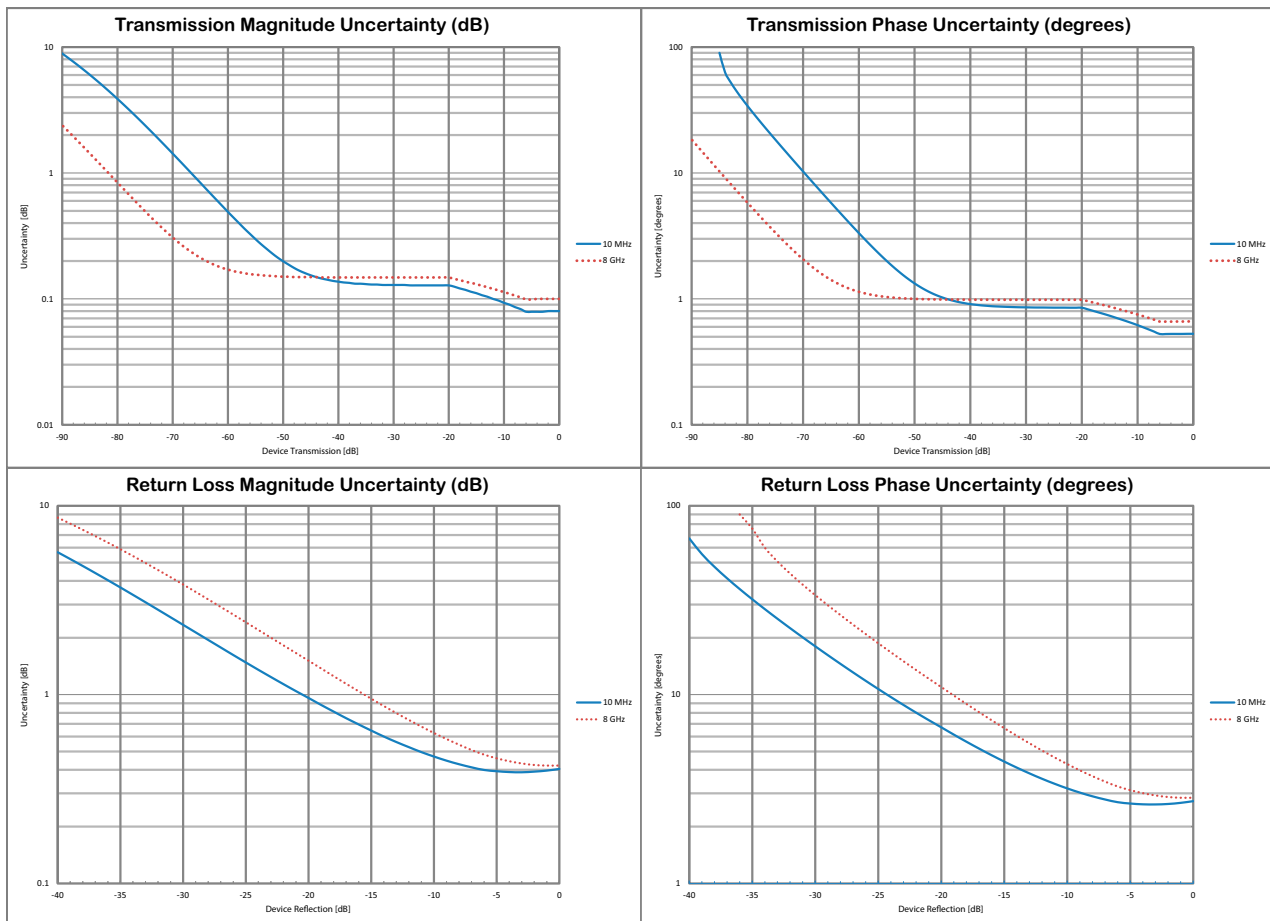 Transmission Magnitude Uncertainty (dB)
10
1
0.1
0.01
Uncertainty [dB]
-90 -80 -70 -60 -50 -40 -30 -20 -10 0
Device Transmission [dB]
10 MHz
8 GHz
Transmission Phase Uncertainty (degrees)
100
10
1
0.1
Uncertainty [degrees]
-90 -80 -70 -60 -50 -40 -30 -20 -10 0
Device Transmission [dB]
10 MHz
8 GHz
Return Loss Magnitude Uncertainty (dB)
10
1
0.1
Uncertainty [dB]
-40 -35 -30 -25 -20 -15 -10 -5 0
Device Reflection [dB]
10 MHz
8 GHz
Return Loss Phase Uncertainty (degrees)
100
10
1
Uncertainty [degrees]
-40 -35 -30 -25 -20 -15 -10 -5 0
Device Reflection [dB]
10 MHz
8 GHz